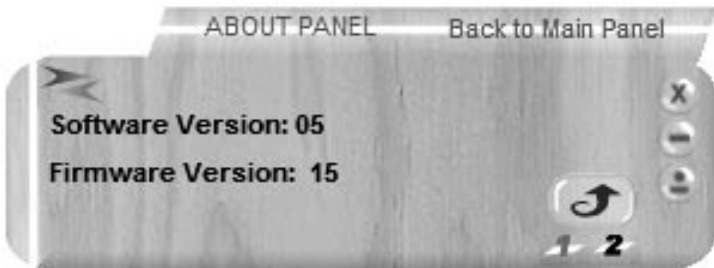 ABOUT PANEL Back to Main Panel
Software Version: 05
Firmware Version: 15
1 2